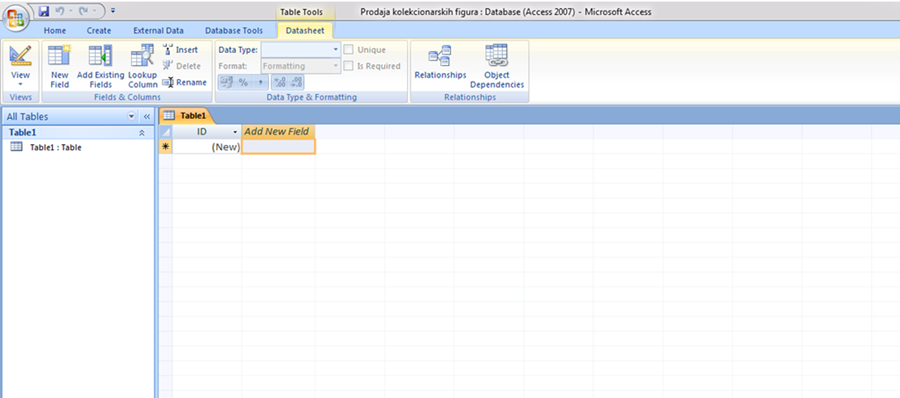 Table Tools Prodaja kolekcionarskih figura : Database (Access 2007) - Microsoft Access
Home Create External Data Database Tools Datasheet
View
New Field
Add Existing Fields
Lookup Column
Insert
Delete
Rename
Data Type:
Format: Formatting
Unique
Is Required
Relationships
Object Dependencies
Views Fields & Columns Data Type & Formatting Relationships
All Tables
Table1
Table1 : Table
Table1
ID Add New Field
(New)